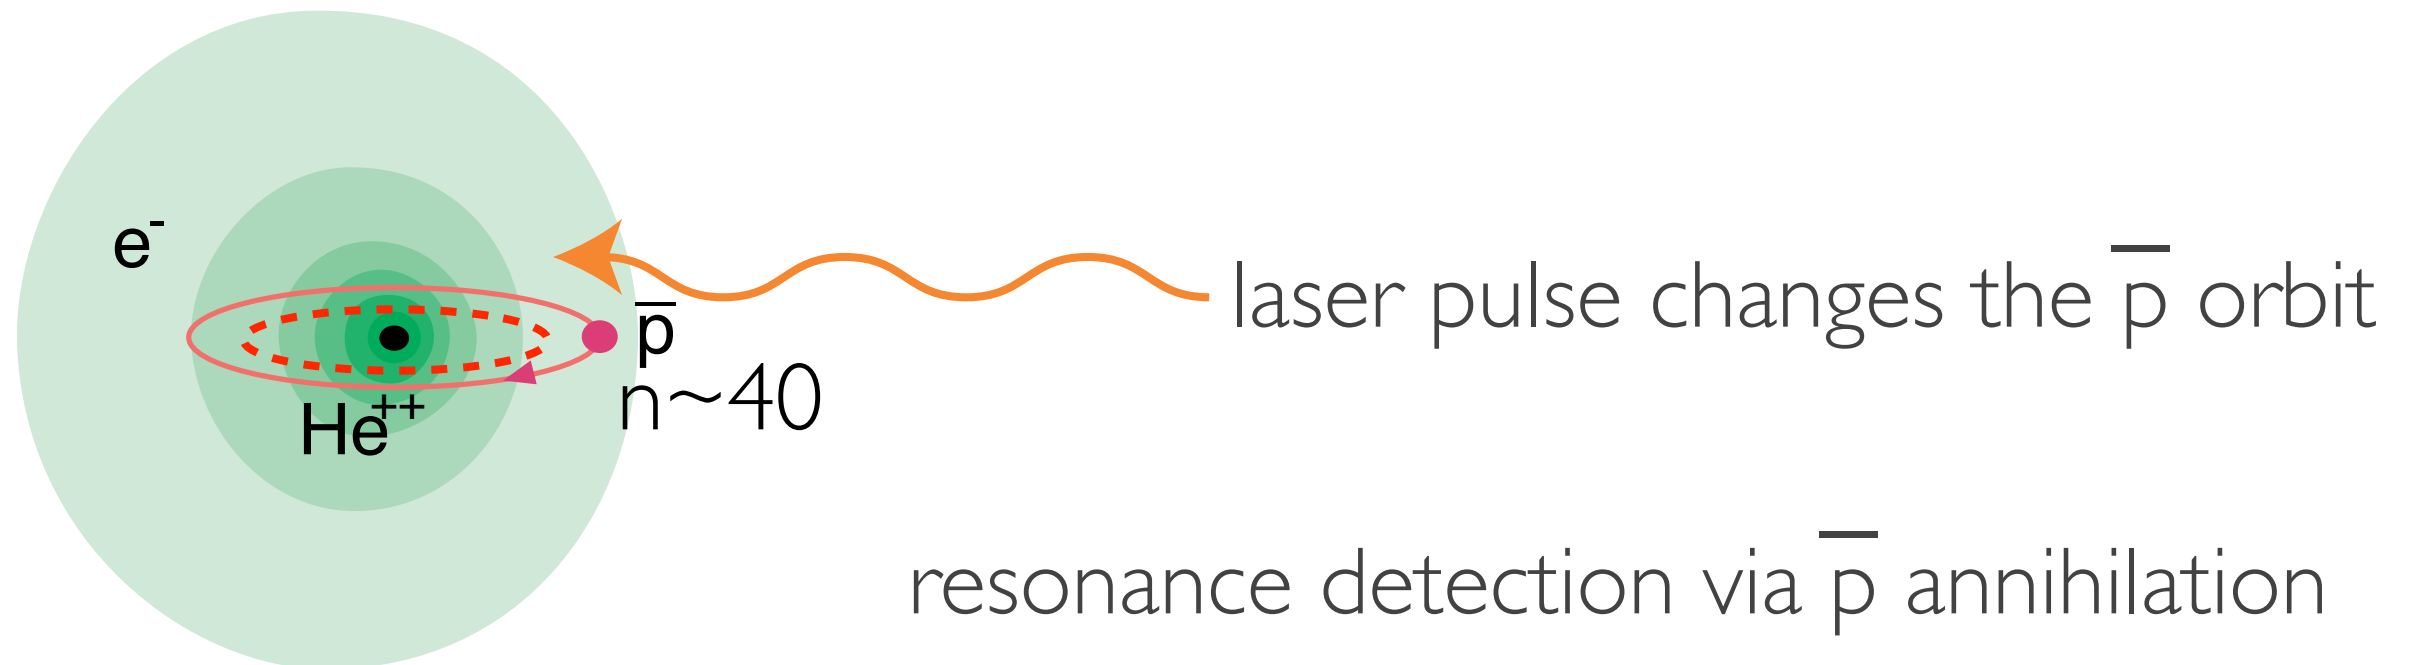 e⁻
laser pulse changes the p̅ orbit
p̅
n~40
He⁺⁺
resonance detection via p̅ annihilation